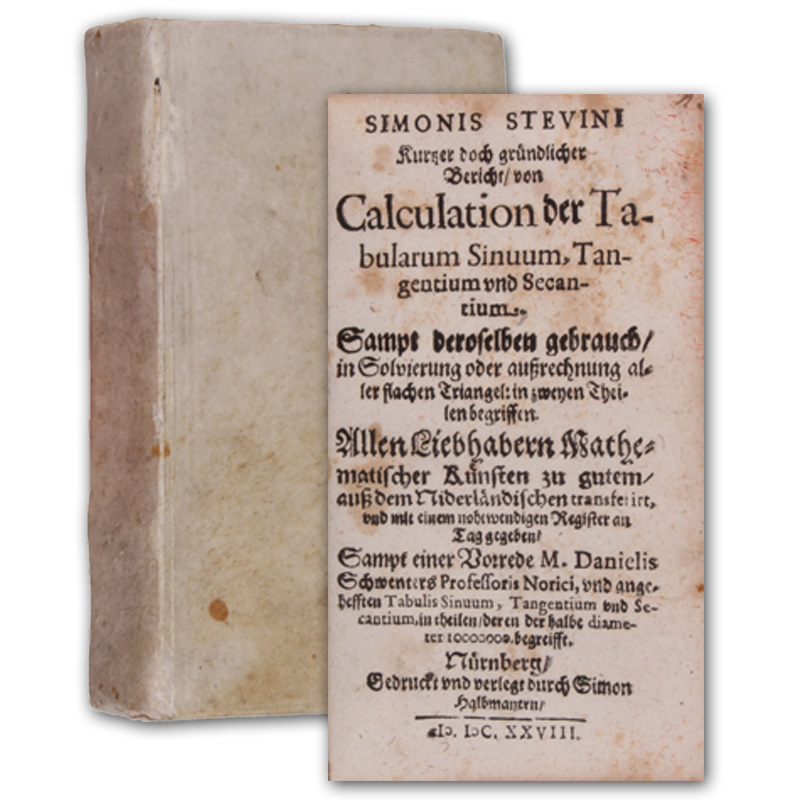 SIMONIS STEVINI
Kurtzer doch gründlicher
Bericht/ von
Calculation der Ta-
bularum Sinuum, Tan-
gentium vnd Secan-
tium.
Sampt deroselben gebrauch/
in Solvierung oder außrechnung al-
ler flachen Triangel: in zweyen Thei-
len begriffen.
Allen Liebhabern Mathe-
matischer Künsten zu gutem/
auß dem Niderländischen transferirt,
vnd mit einem nohtwendigen Register an
Tag gegeben/
Sampt einer Vorrede M. Danielis
Schwenters Professoris Norici, vnd ange-
hefften Tabulis Sinuum, Tangentium vnd Se-
cantium, in theilen/ deren der halbe diame-
ter 10000000. begreifft.
Nürnberg/
Gedruckt vnd verlegt durch Simon
Halbmayern/
cIɔ. IɔC. XXVIII.